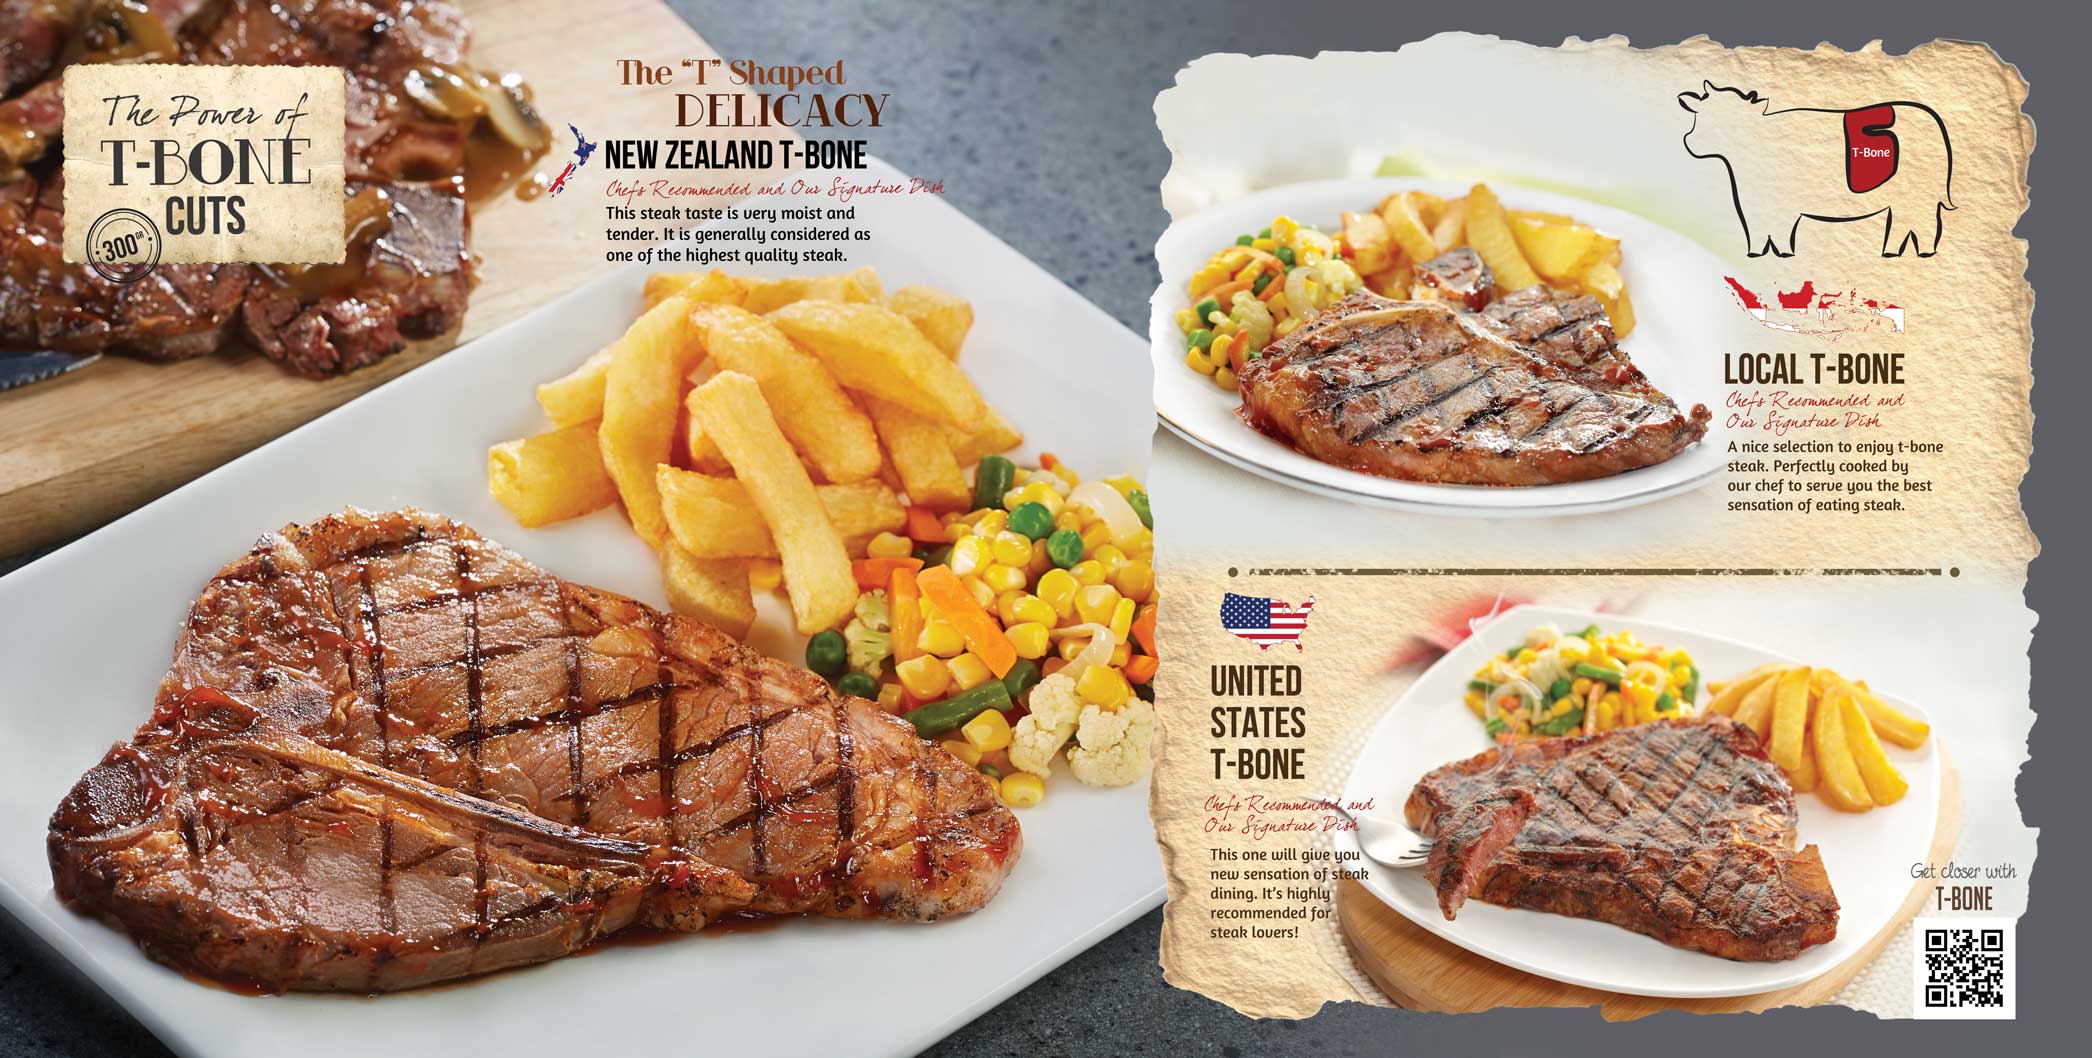 The Power of
T-BONE
CUTS
300GR
The "T" Shaped
DELICACY
NEW ZEALAND T-BONE
Chefs Recommended and Our Signature Dish
This steak taste is very moist and
tender. It is generally considered as
one of the highest quality steak.
T-Bone
LOCAL T-BONE
Chefs Recommended and
Our Signature Dish
A nice selection to enjoy t-bone
steak. Perfectly cooked by
our chef to serve you the best
sensation of eating steak.
UNITED
STATES
T-BONE
Chefs Recommended and
Our Signature Dish
This one will give you
new sensation of steak
dining. It's highly
recommended for
steak lovers!
Get closer with
T-BONE